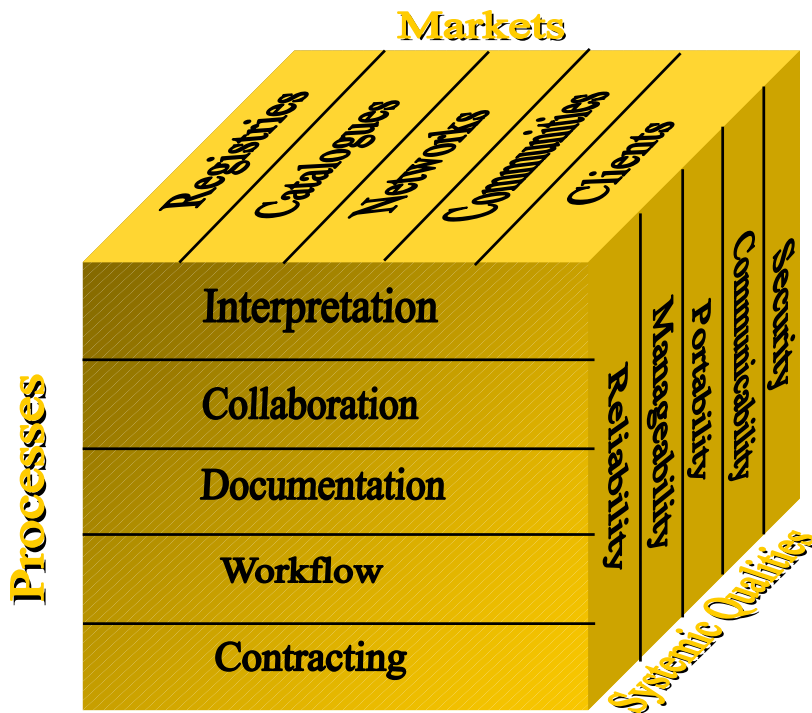 Markets
Registries
Catalogues
Networks
Communities
Clients
Processes
Interpretation
Collaboration
Documentation
Workflow
Contracting
Reliability
Manageability
Portability
Communicability
Security
Systemic Qualities